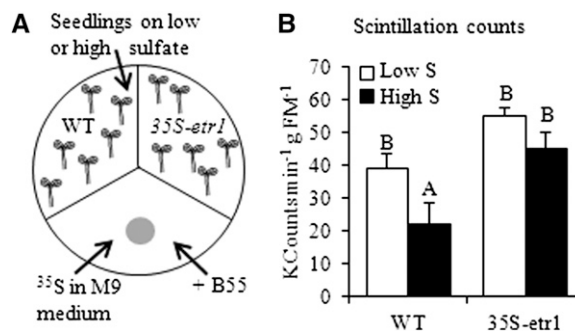 A
Seedlings on low
or high sulfate
WT
35S-etr1
³⁵S in M9
medium
+ B55
B
Scintillation counts
KCounts min⁻¹ g FM⁻¹
70
60
50
40
30
20
10
0
Low S
High S
B
A
B
B
WT
35S-etr1